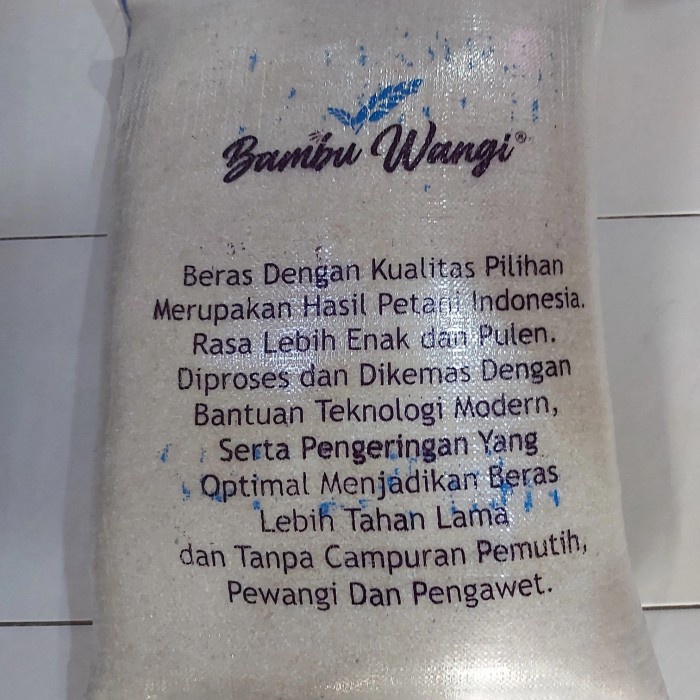 Bambu Wangi®
Beras Dengan Kualitas Pilihan
Merupakan Hasil Petani Indonesia.
Rasa Lebih Enak dan Pulen.
Diproses dan Dikemas Dengan
Bantuan Teknologi Modern,
Serta Pengeringan Yang
Optimal Menjadikan Beras
Lebih Tahan Lama
dan Tanpa Campuran Pemutih,
Pewangi Dan Pengawet.